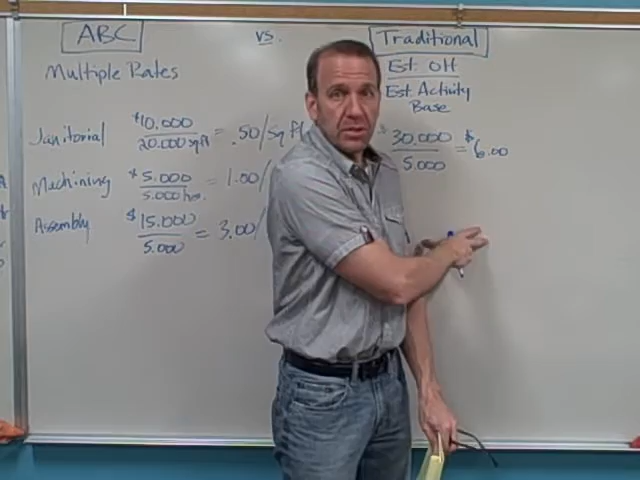 ABC vs. Traditional
Multiple Rates
Est. OH
Est. Activity
Base
Janitorial $10,000 / 20,000 sq ft = .50/sq ft
$30,000 / 5,000 = $6.00
Machining $5,000 / 5,000 hrs. = 1.00/
Assembly $15,000 / 5,000 = 3.00/